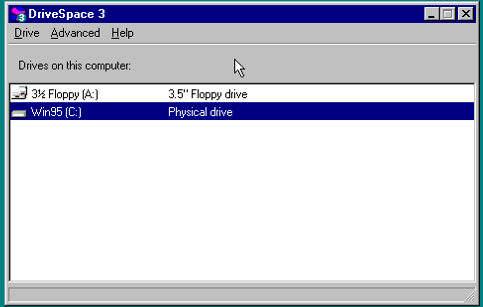 DriveSpace 3
Drive Advanced Help
Drives on this computer:
3½ Floppy (A:) 3.5" Floppy drive
Win95 (C:) Physical drive